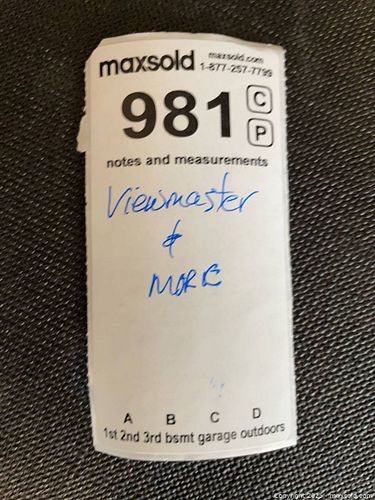 maxsold
maxsold.com
1-877-257-7799
981
C
P
notes and measurements
Viewmaster
&
MORE
A B C D
1st 2nd 3rd bsmt garage outdoors
Copyright 2025 - maxsold.com